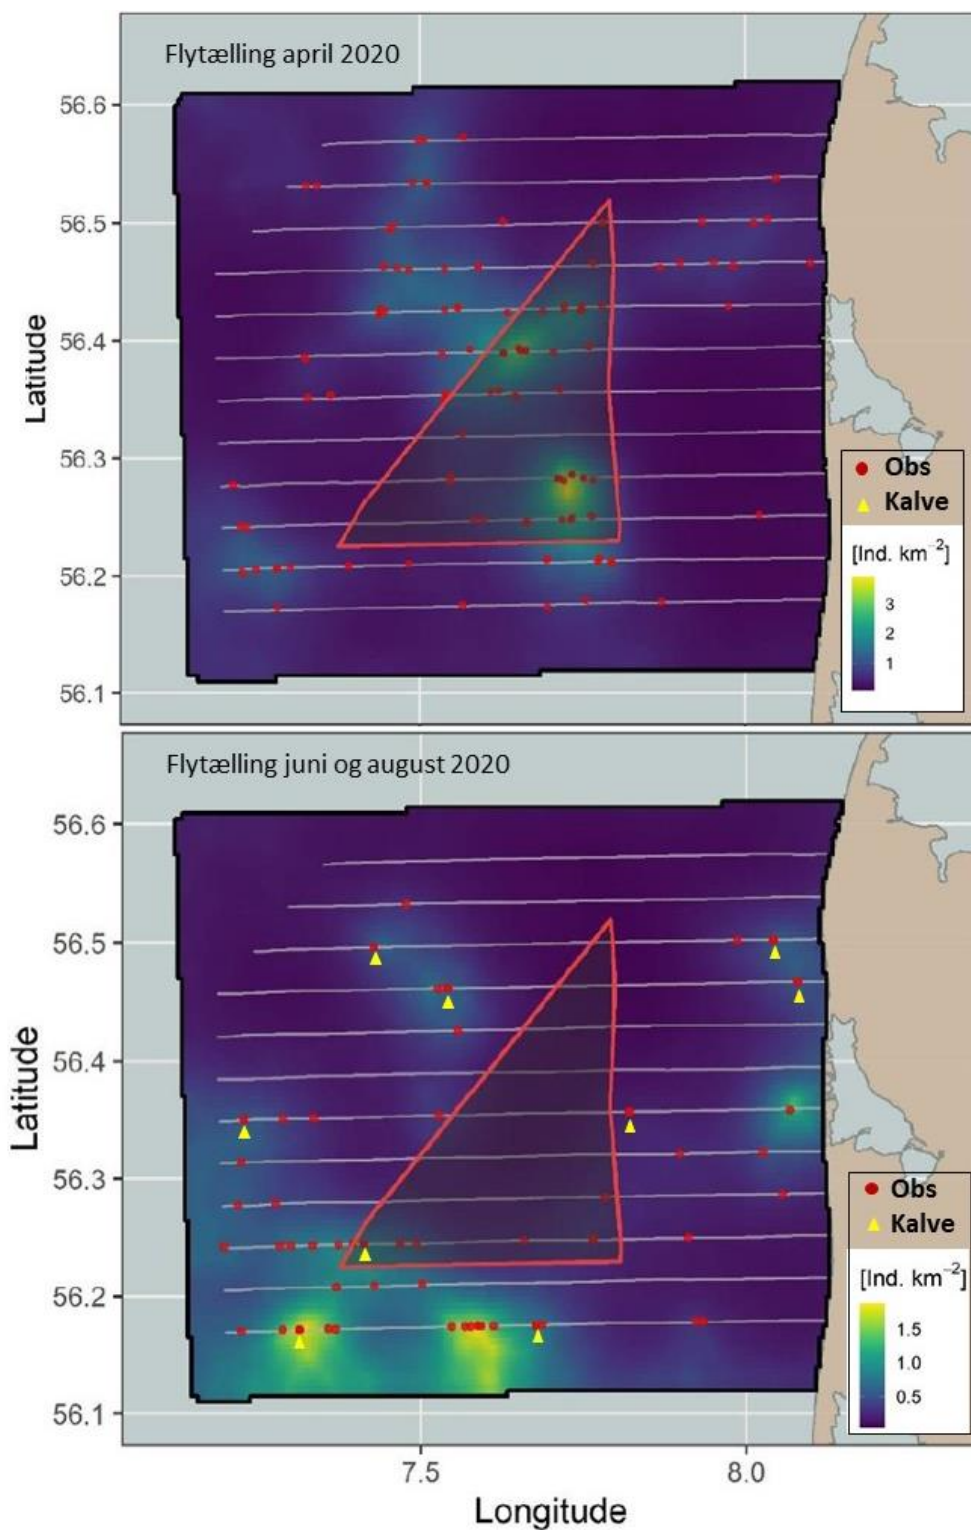 Flytælling april 2020
56.6
56.5
56.4
56.3
56.2
56.1
Latitude
Obs
Kalve
[Ind. km⁻²]
3
2
1
Flytælling juni og august 2020
56.6
56.5
56.4
56.3
56.2
56.1
Latitude
Obs
Kalve
[Ind. km⁻²]
1.5
1.0
0.5
7.5 8.0
Longitude